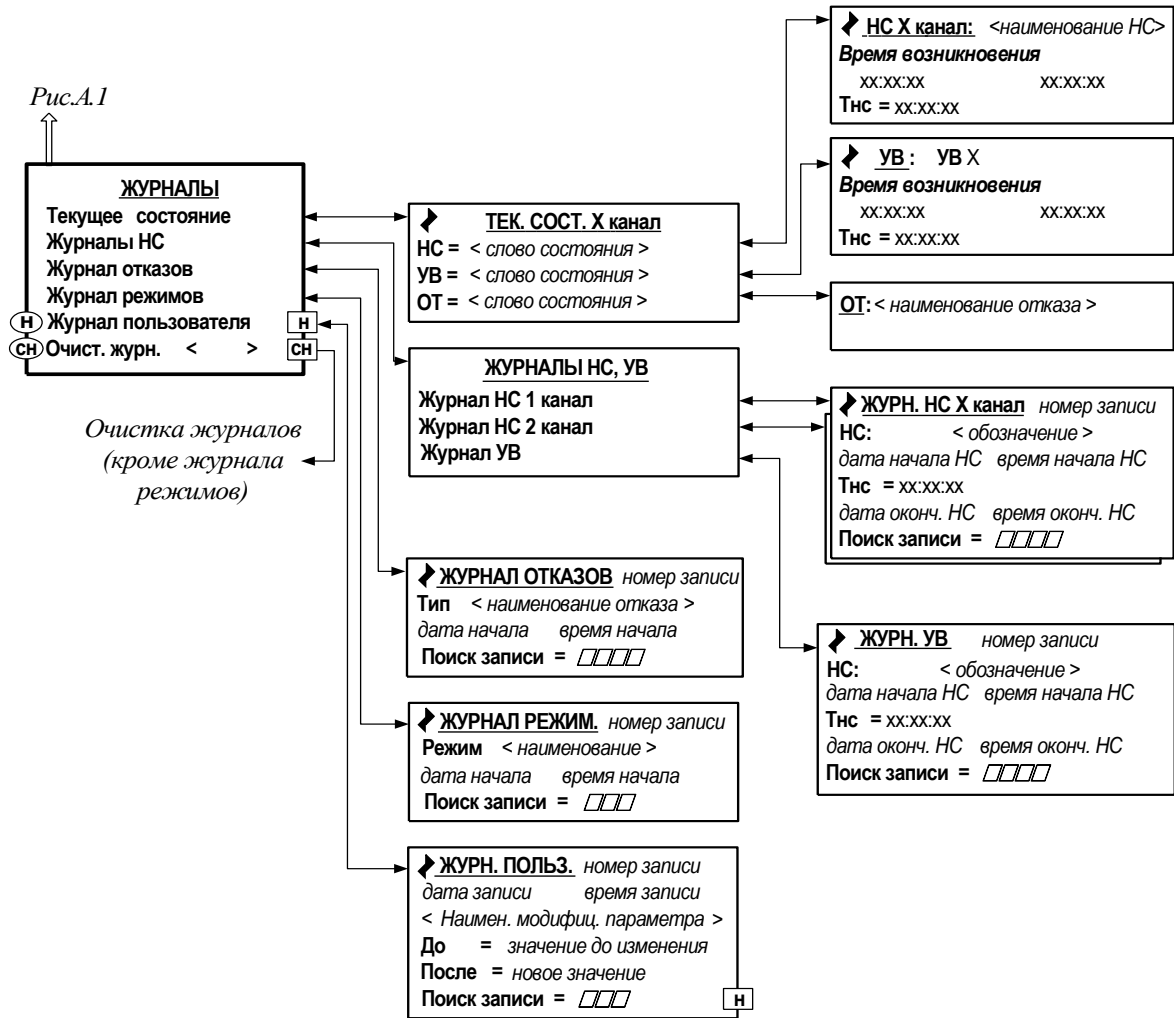 Рис.А.1
ЖУРНАЛЫ
Текущее состояние
Журналы НС
Журнал отказов
Журнал режимов
Н Журнал пользователя Н
СН Очист. журн. < > СН
Очистка журналов
(кроме журнала
режимов)
ТЕК. СОСТ. X канал
НС = < слово состояния >
УВ = < слово состояния >
ОТ = < слово состояния >
ЖУРНАЛЫ НС, УВ
Журнал НС 1 канал
Журнал НС 2 канал
Журнал УВ
ЖУРНАЛ ОТКАЗОВ номер записи
Тип < наименование отказа >
дата начала время начала
Поиск записи =
ЖУРНАЛ РЕЖИМ. номер записи
Режим < наименование >
дата начала время начала
Поиск записи =
ЖУРН. ПОЛЬЗ. номер записи
дата записи время записи
< Наимен. модифиц. параметра >
До = значение до изменения
После = новое значение
Поиск записи = Н
НС X канал: <наименование НС>
Время возникновения
xx:xx:xx xx:xx:xx
Тнс = xx:xx:xx
УВ : УВ X
Время возникновения
xx:xx:xx xx:xx:xx
Тнс = xx:xx:xx
ОТ: < наименование отказа >
ЖУРН. НС X канал номер записи
НС: < обозначение >
дата начала НС время начала НС
Тнс = xx:xx:xx
дата оконч. НС время оконч. НС
Поиск записи =
ЖУРН. УВ номер записи
НС: < обозначение >
дата начала НС время начала НС
Тнс = xx:xx:xx
дата оконч. НС время оконч. НС
Поиск записи =